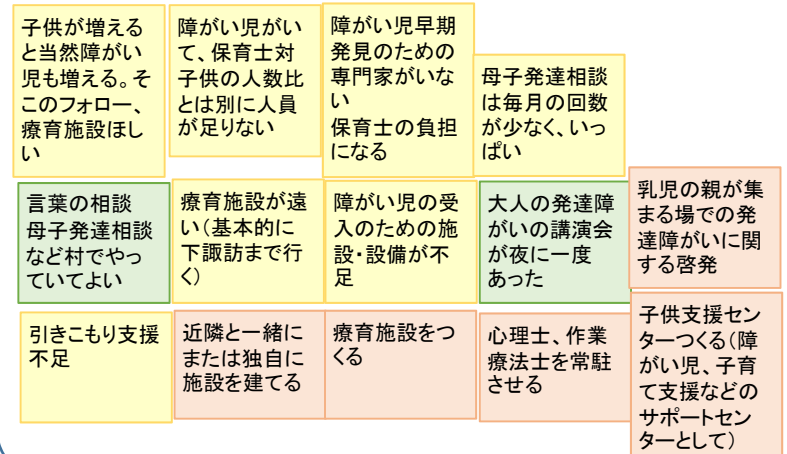 子供が増える
と当然障がい
児も増える。そ
このフォロー、
療育施設ほし
い
障がい児がい
て、保育士対
子供の人数比
とは別に人員
が足りない
障がい児早期
発見のための
専門家がいな
い
保育士の負担
になる
母子発達相談
は毎月の回数
が少なく、いっ
ぱい
言葉の相談
母子発達相談
など村でやっ
ていてよい
療育施設が遠
い（基本的に
下諏訪まで行
く）
障がい児の受
入のための施
設・設備が不
足
大人の発達障
がいの講演会
が夜に一度
あった
乳児の親が集
まる場での発
達障がいに関
する啓発
引きこもり支援
不足
近隣と一緒に
または独自に
施設を建てる
療育施設をつ
くる
心理士、作業
療法士を常駐
させる
子供支援セン
ターつくる（障
がい児、子育
て支援などの
サポートセン
ターとして）